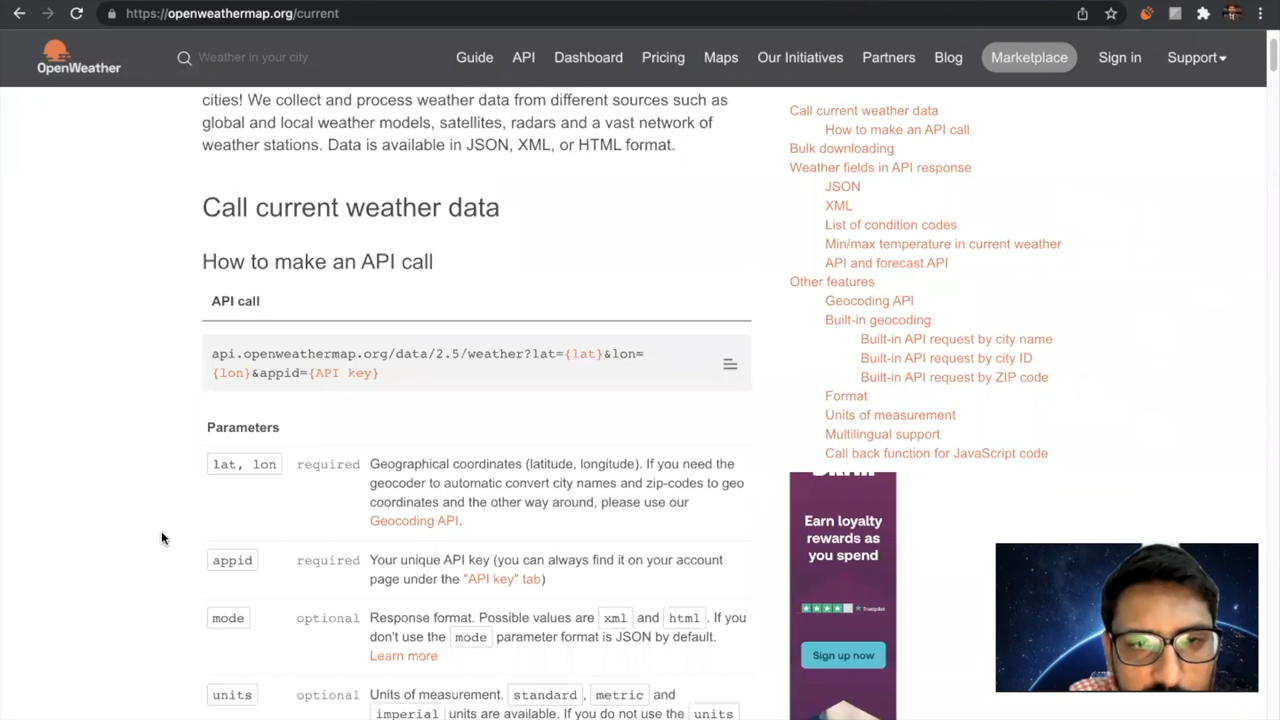 https://openweathermap.org/current
OpenWeather
Weather in your city
Guide API Dashboard Pricing Maps Our Initiatives Partners Blog Marketplace Sign in Support
cities! We collect and process weather data from different sources such as
global and local weather models, satellites, radars and a vast network of
weather stations. Data is available in JSON, XML, or HTML format.
Call current weather data
How to make an API call
API call
api.openweathermap.org/data/2.5/weather?lat={lat}&lon=
{lon}&appid={API key}
Parameters
lat, lon required Geographical coordinates (latitude, longitude). If you need the
geocoder to automatic convert city names and zip-codes to geo
coordinates and the other way around, please use our
Geocoding API.
appid required Your unique API key (you can always find it on your account
page under the "API key" tab)
mode optional Response format. Possible values are xml and html. If you
don't use the mode parameter format is JSON by default.
Learn more
units optional Units of measurement. standard, metric and
imperial units are available. If you do not use the units
Call current weather data
How to make an API call
Bulk downloading
Weather fields in API response
JSON
XML
List of condition codes
Min/max temperature in current weather
API and forecast API
Other features
Geocoding API
Built-in geocoding
Built-in API request by city name
Built-in API request by city ID
Built-in API request by ZIP code
Format
Units of measurement
Multilingual support
Call back function for JavaScript code
Earn loyalty
rewards as
you spend
Trustpilot
Sign up now